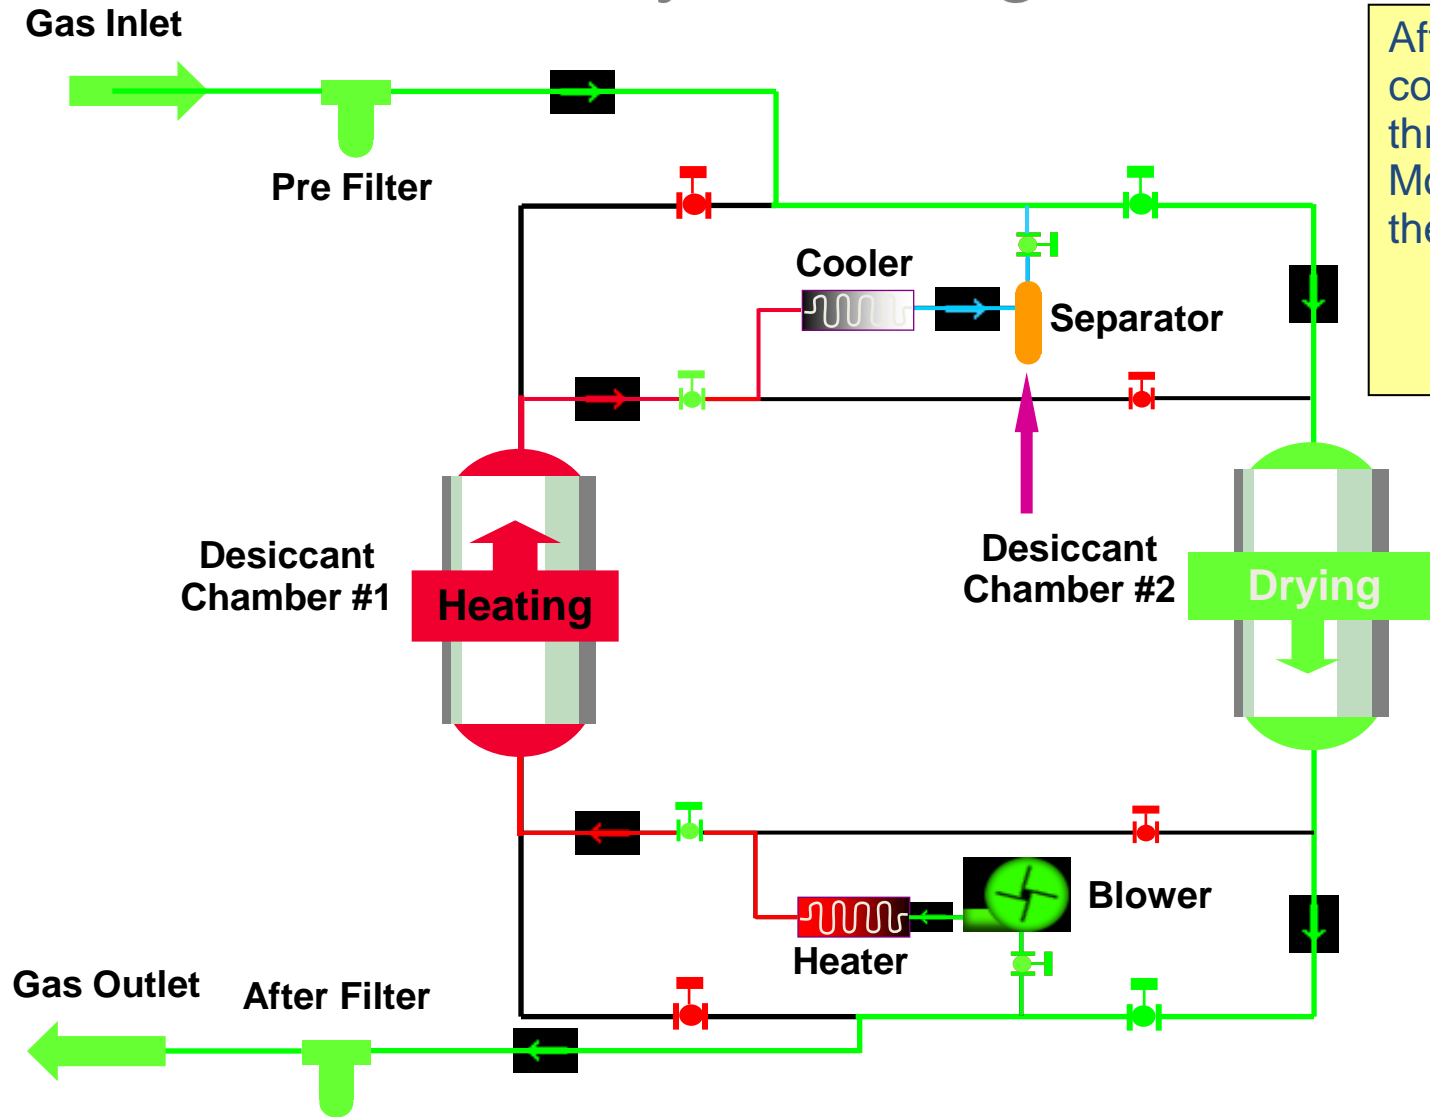 Gas Inlet
Pre Filter
Cooler
Separator
Desiccant
Chamber #1
Heating
Desiccant
Chamber #2
Drying
Blower
Heater
Gas Outlet
After Filter